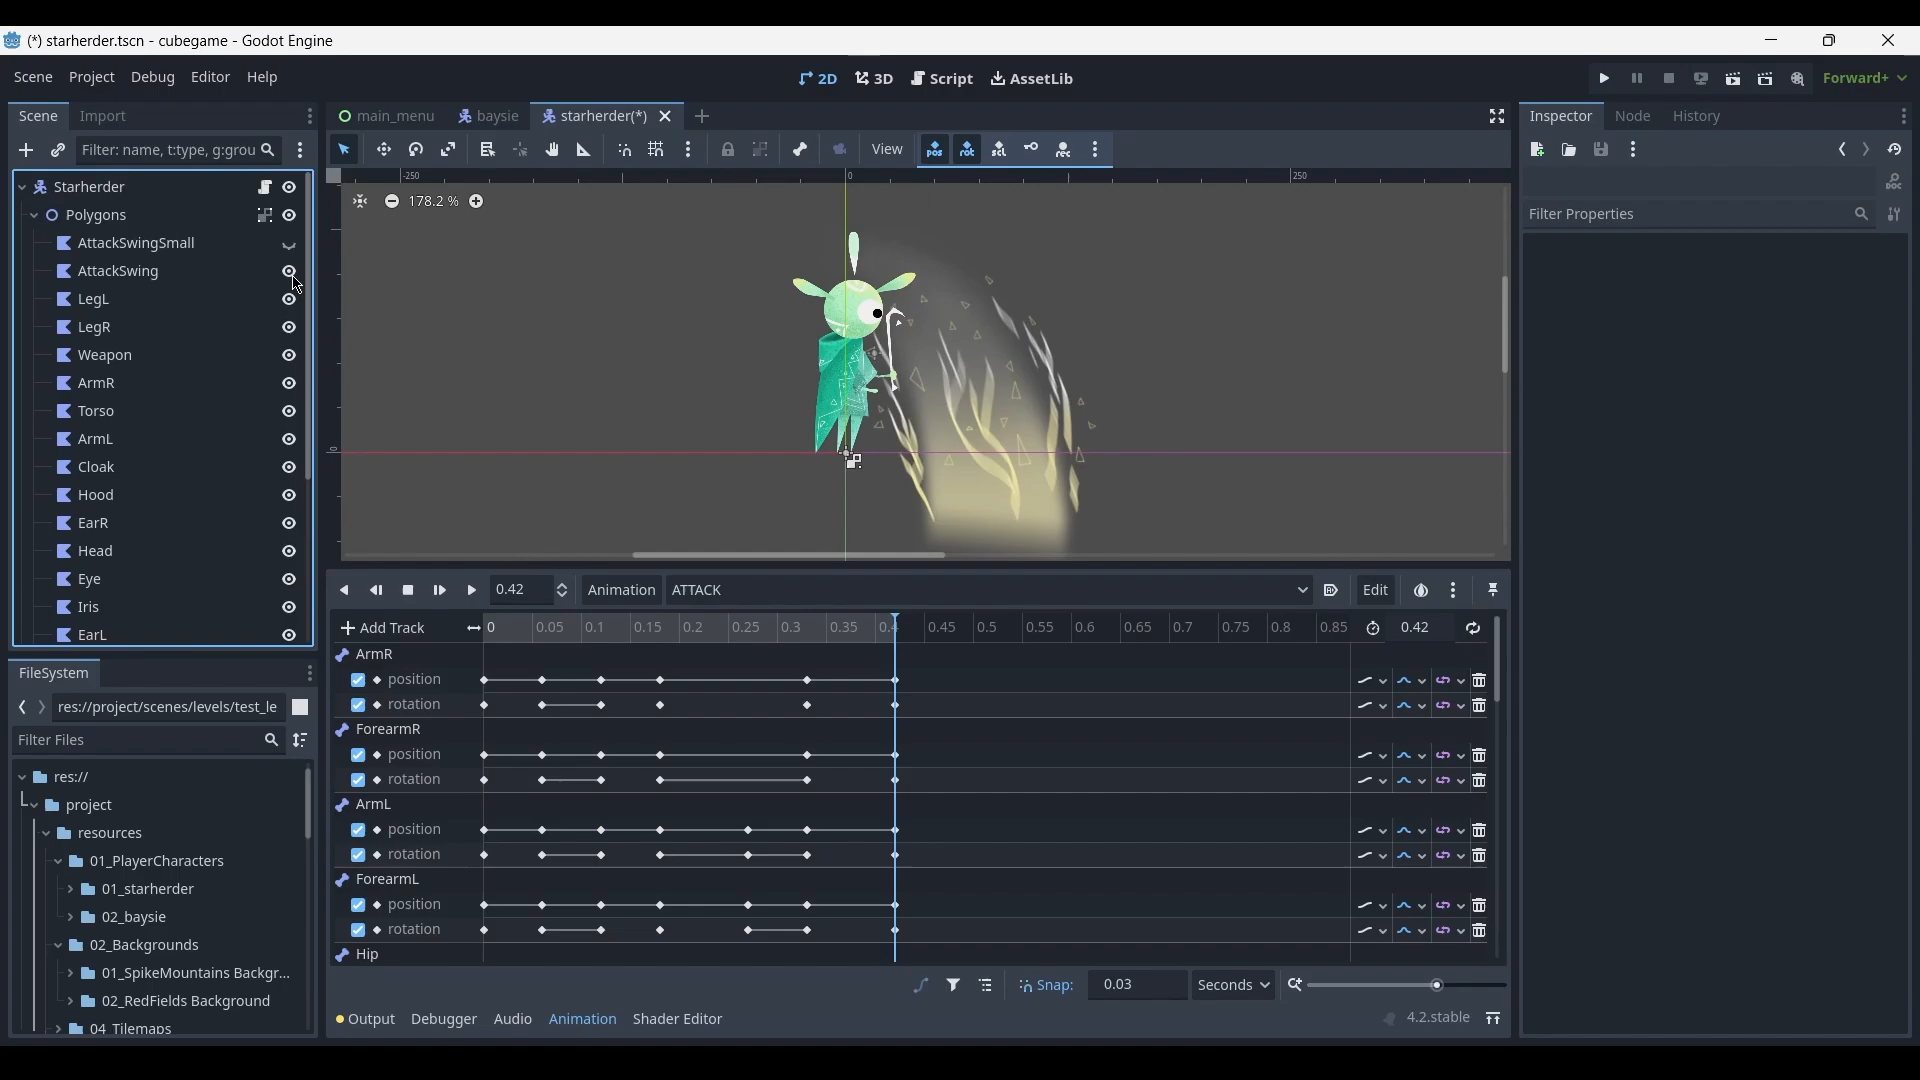 (*) starherder.tscn - cubegame - Godot Engine
Scene Project Debug Editor Help
2D 3D Script AssetLib
Forward+
Scene Import
main_menu baysie starherder(*)
Inspector Node History
Filter: name, t:type, g:grou
View
Starherder
Polygons
AttackSwingSmall
AttackSwing
LegL
LegR
Weapon
ArmR
Torso
ArmL
Cloak
Hood
EarR
Head
Eye
Iris
EarL
-250 0 250
178.2 %
0
Filter Properties
0.42 Animation ATTACK Edit
Add Track 0 0.05 0.1 0.15 0.2 0.25 0.3 0.35 0.4 0.45 0.5 0.55 0.6 0.65 0.7 0.75 0.8 0.85 0.42
ArmR
position
rotation
ForearmR
position
rotation
ArmL
position
rotation
ForearmL
position
rotation
Hip
Snap: 0.03 Seconds
Output Debugger Audio Animation Shader Editor 4.2.stable
FileSystem
res://project/scenes/levels/test_le
Filter Files
res://
project
resources
01_PlayerCharacters
01_starherder
02_baysie
02_Backgrounds
01_SpikeMountains Backgr...
02_RedFields Background
04_Tilemaps